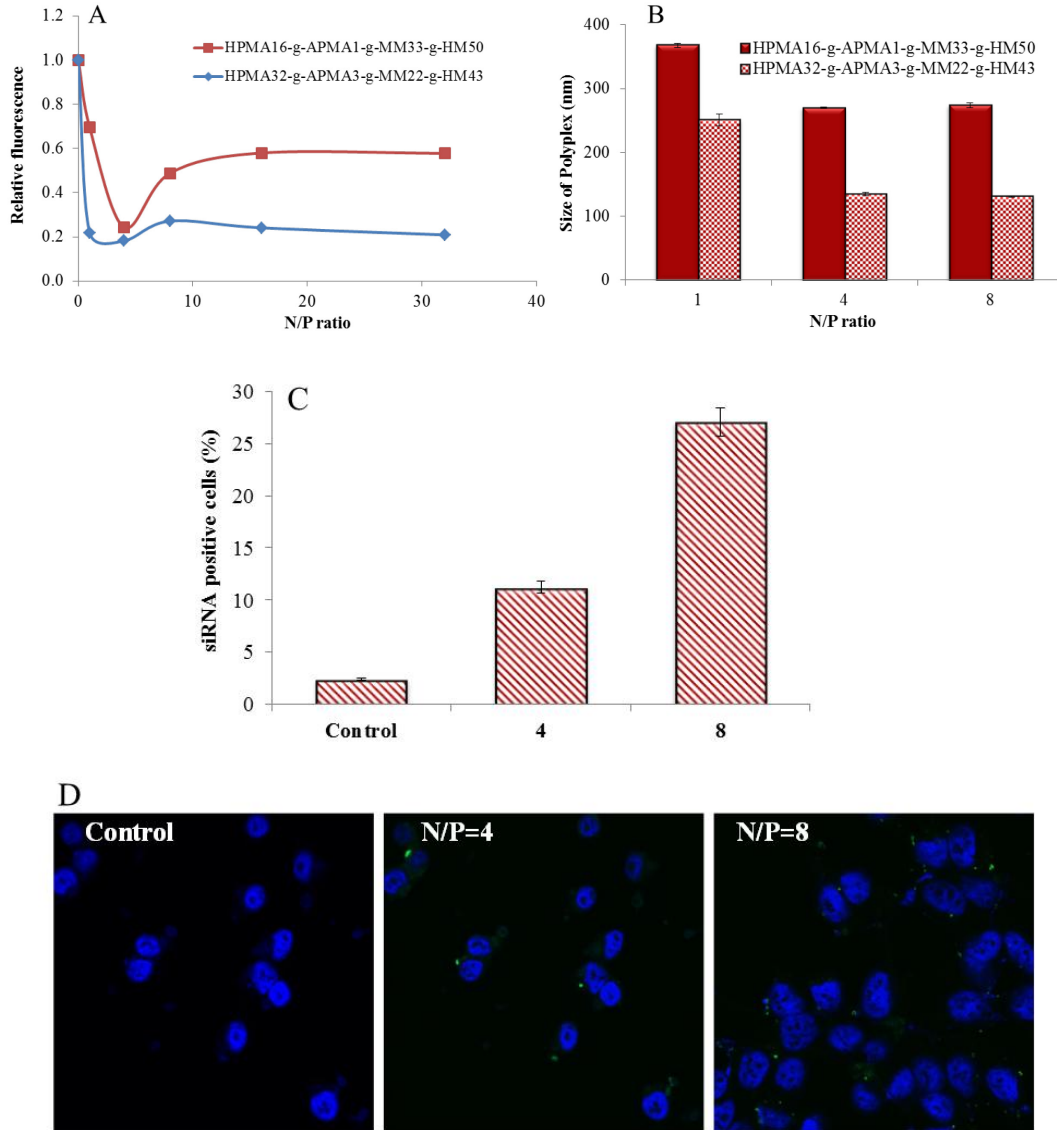 A
HPMA16-g-APMA1-g-MM33-g-HM50
HPMA32-g-APMA3-g-MM22-g-HM43
Relative fluorescence
1.2
1.0
0.8
0.6
0.4
0.2
0.0
0 10 20 30 40
N/P ratio
B
HPMA16-g-APMA1-g-MM33-g-HM50
HPMA32-g-APMA3-g-MM22-g-HM43
Size of Polyplex (nm)
400
300
200
100
0
1 4 8
N/P ratio
C
siRNA positive cells (%)
30
25
20
15
10
5
0
Control 4 8
D
Control
N/P=4
N/P=8